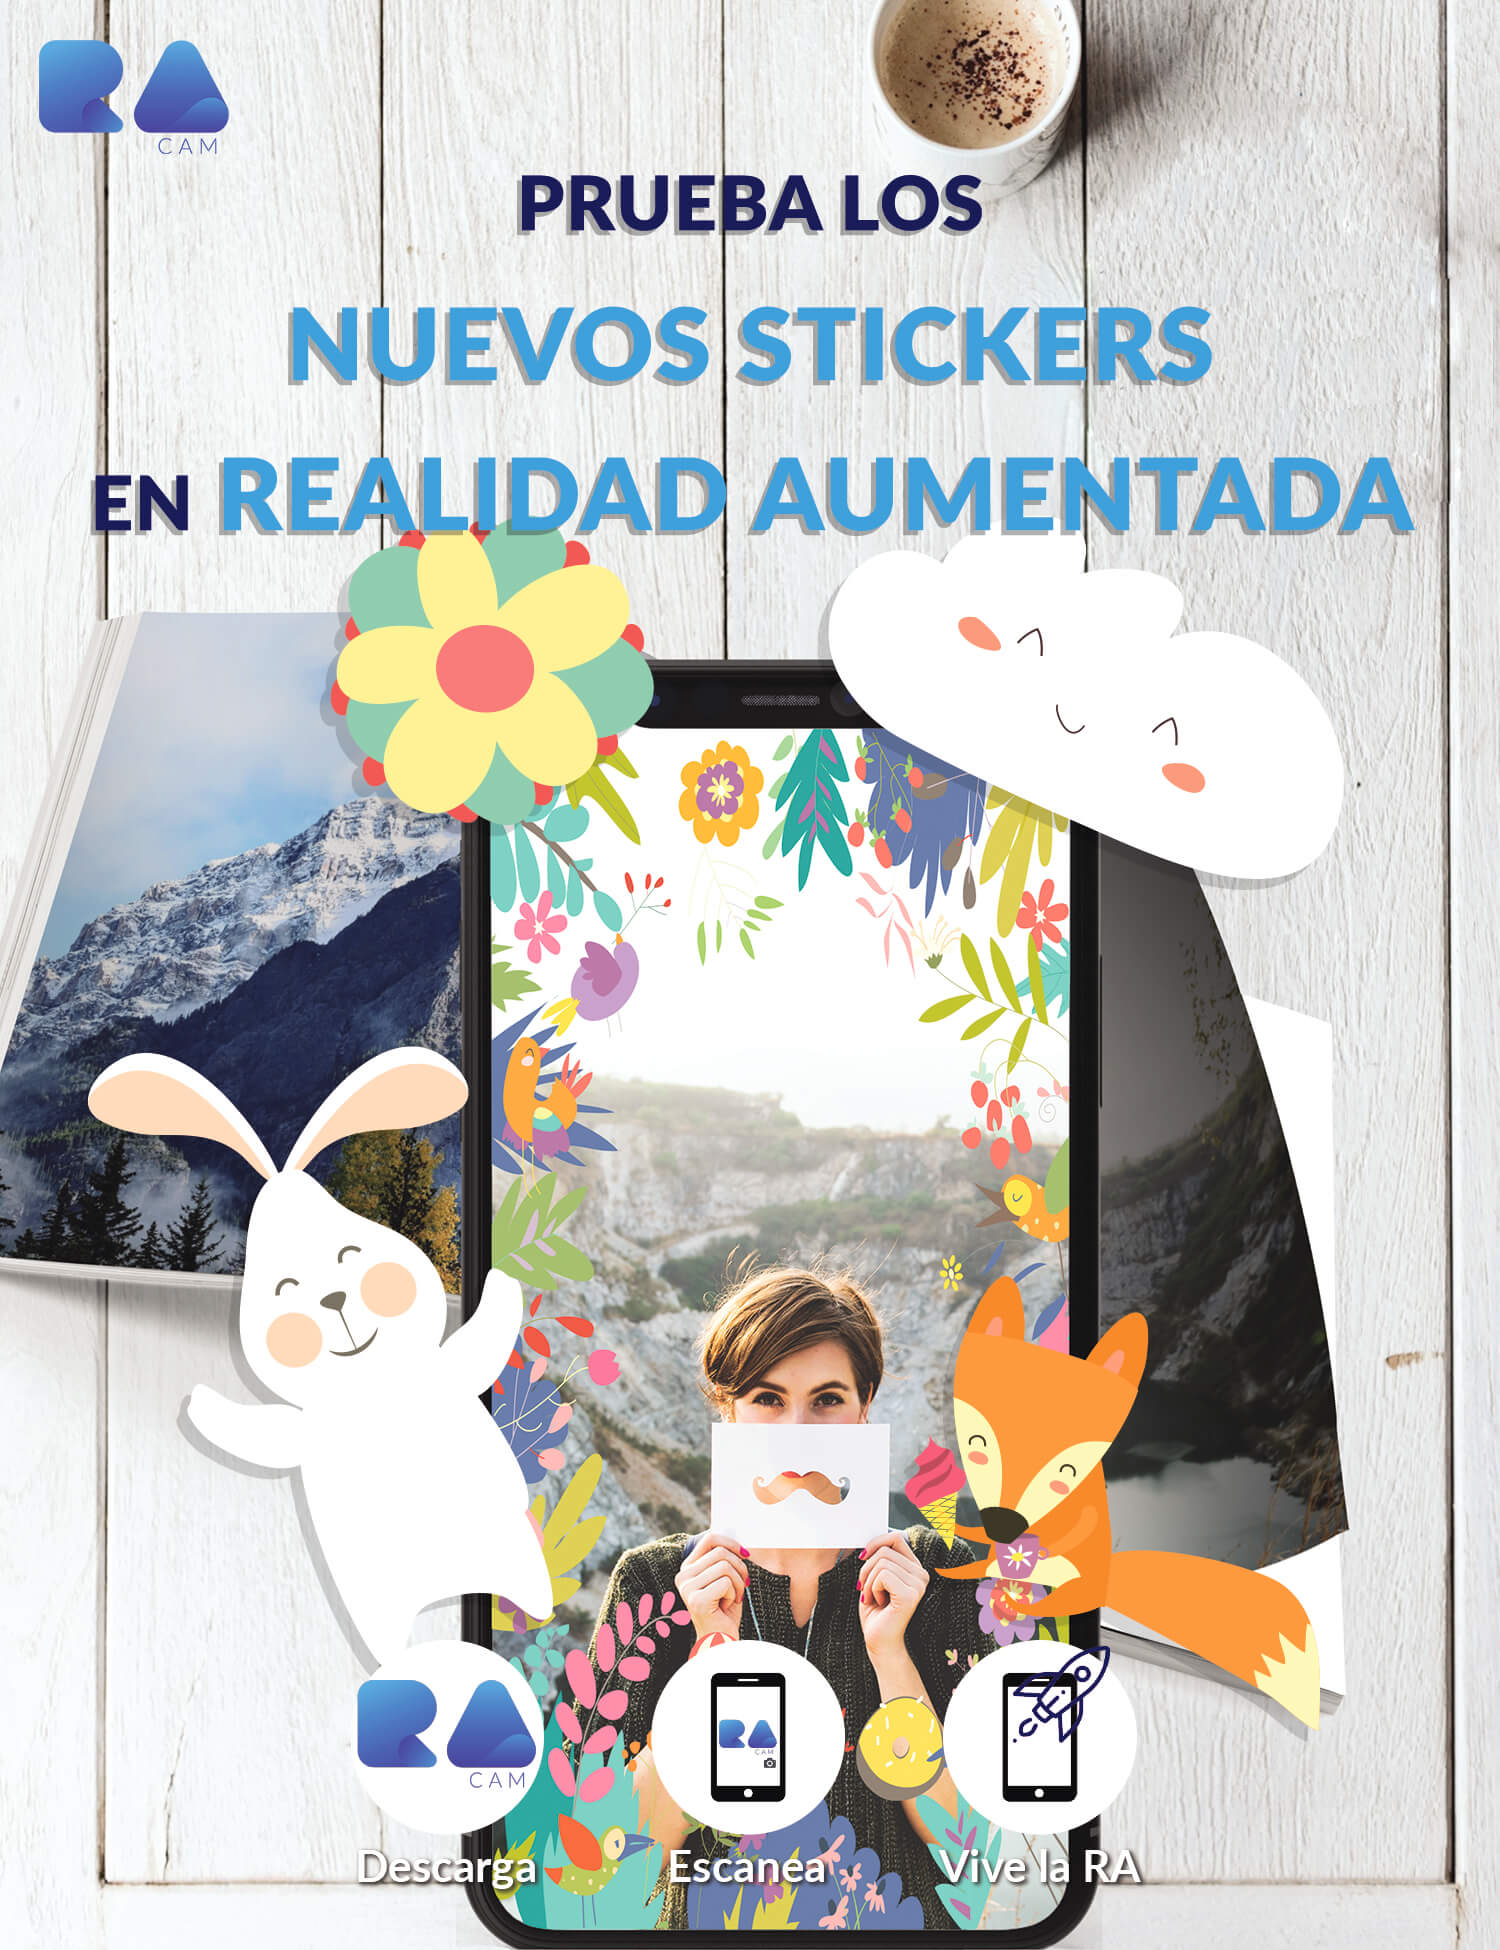 RA
CAM
PRUEBA LOS
NUEVOS STICKERS
EN REALIDAD AUMENTADA
RA
CAM
RA
CAM
Descarga
Escanea
Vive la RA